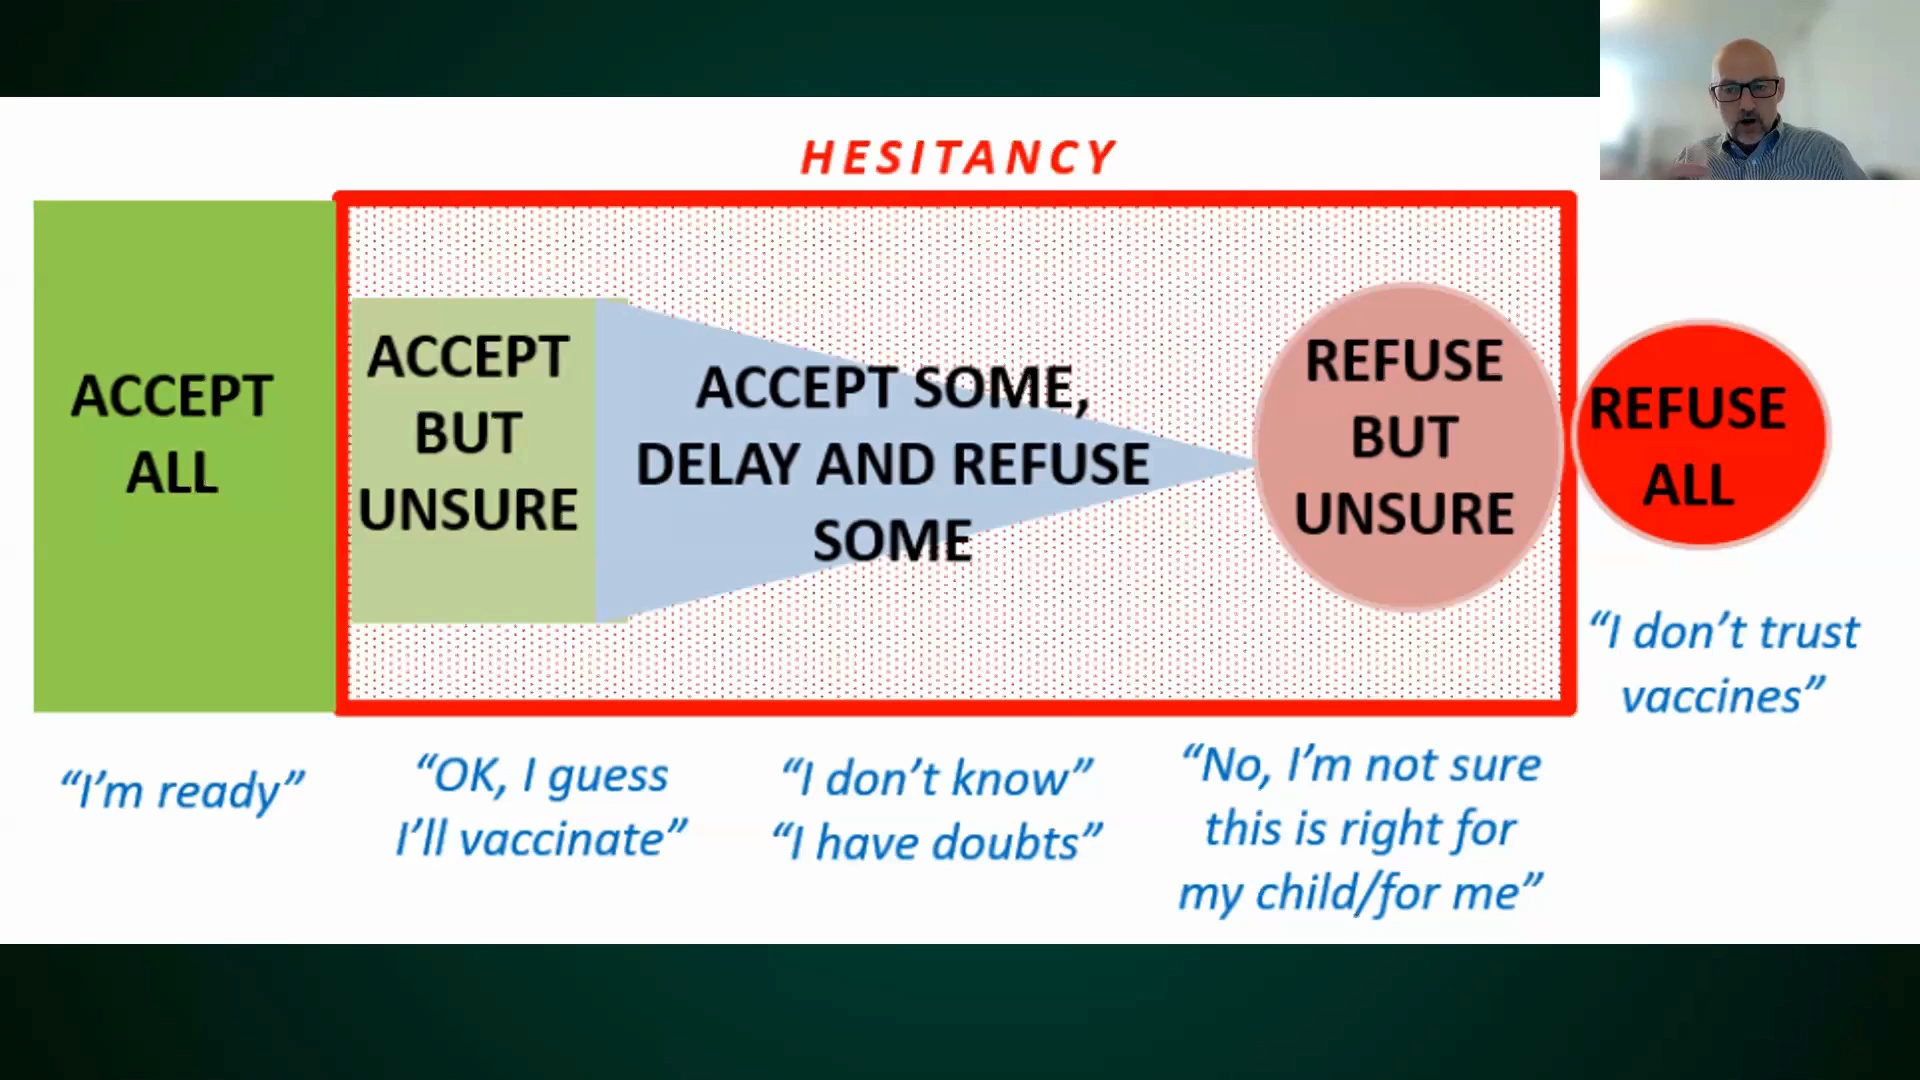 HESITANCY
ACCEPT
ALL
ACCEPT
BUT
UNSURE
ACCEPT SOME,
DELAY AND REFUSE
SOME
REFUSE
BUT
UNSURE
REFUSE
ALL
“I’m ready”
“OK, I guess
I’ll vaccinate”
“I don’t know”
“I have doubts”
“No, I’m not sure
this is right for
my child/for me”
“I don’t trust
vaccines”